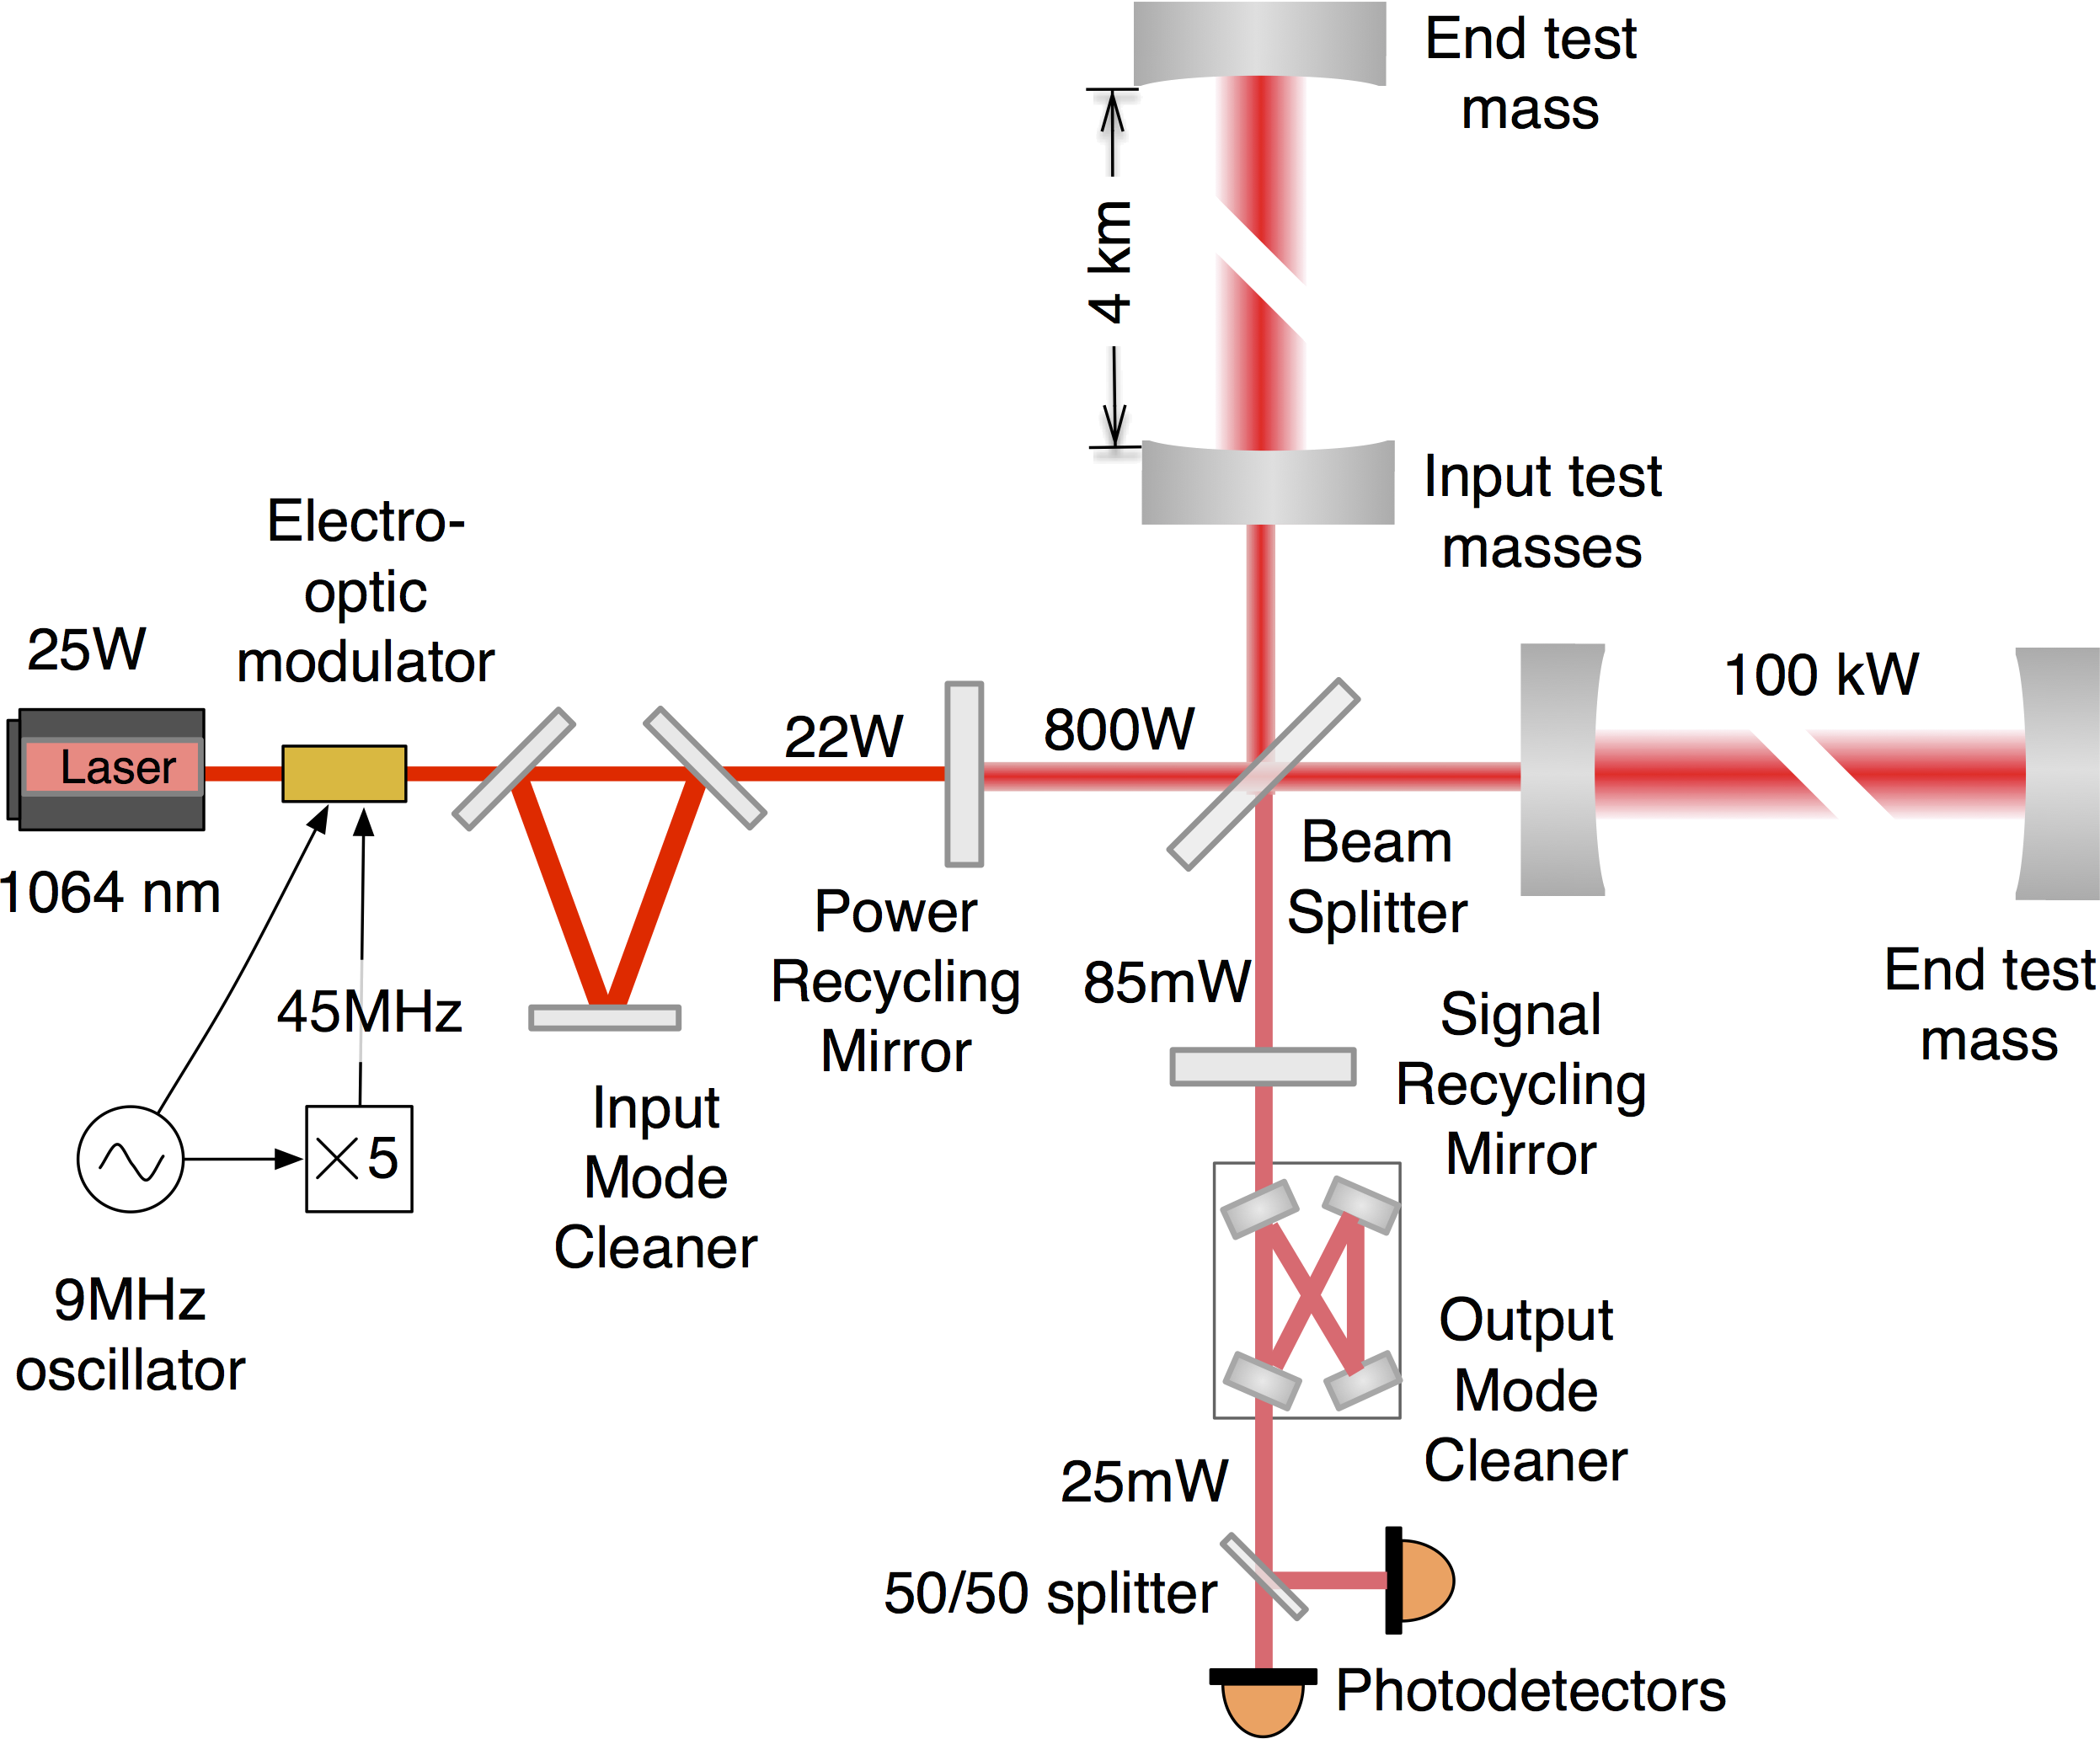 End test
mass
4 km
Input test
masses
Electro-
optic
modulator
25W
Laser
1064 nm
22W
800W
100 kW
Beam
Splitter
Power
Recycling
Mirror
85mW
End test
mass
45MHz
Signal
Recycling
Mirror
×5
Input
Mode
Cleaner
9MHz
oscillator
Output
Mode
Cleaner
25mW
50/50 splitter
Photodetectors